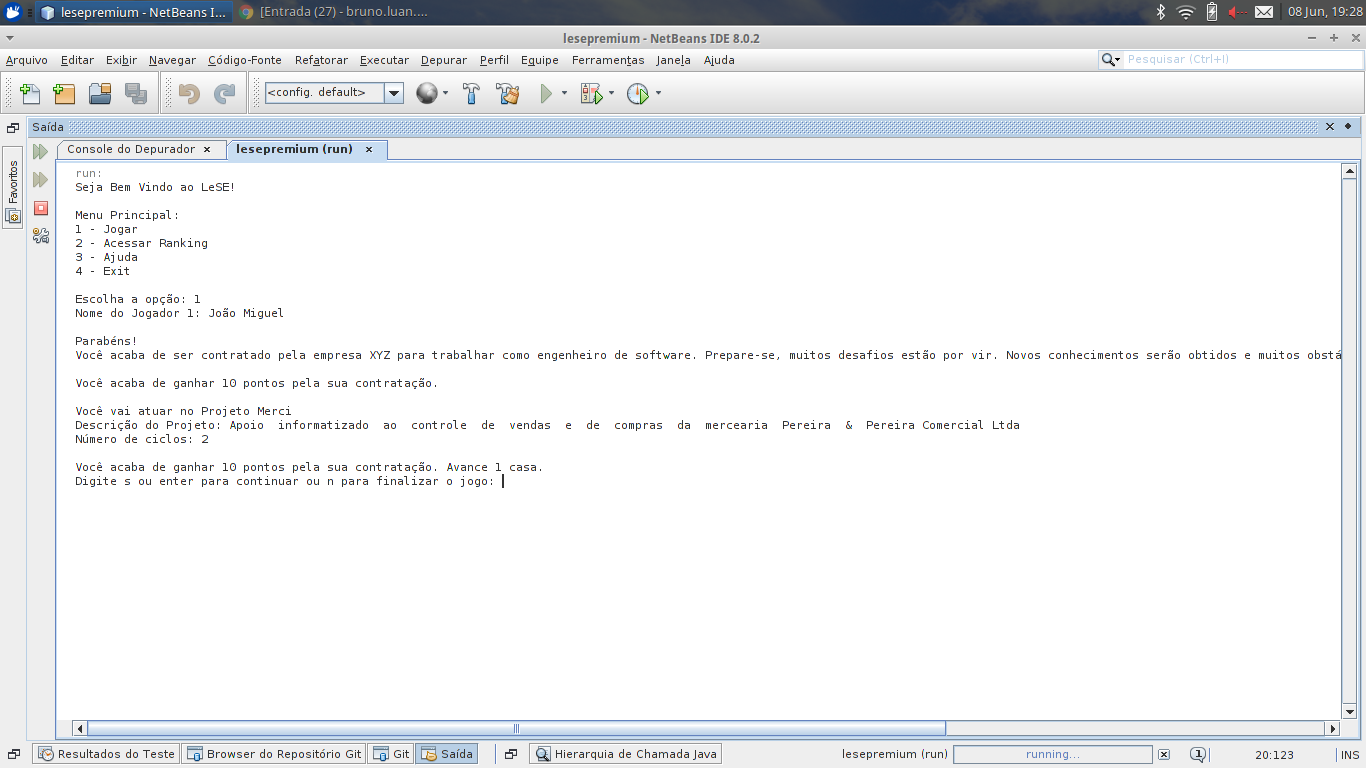 lesepremium - NetBeans I...
[Entrada (27) - bruno.luan....
08 Jun, 19:28
lesepremium - NetBeans IDE 8.0.2
Arquivo Editar Exibir Navegar Código-Fonte Refatorar Executar Depurar Perfil Equipe Ferramentas Janela Ajuda
Pesquisar (Ctrl+I)
<config. default>
Saída
Favoritos
Console do Depurador
lesepremium (run)
run:
Seja Bem Vindo ao LeSE!
Menu Principal:
1 - Jogar
2 - Acessar Ranking
3 - Ajuda
4 - Exit
Escolha a opção: 1
Nome do Jogador 1: João Miguel
Parabéns!
Você acaba de ser contratado pela empresa XYZ para trabalhar como engenheiro de software. Prepare-se, muitos desafios estão por vir. Novos conhecimentos serão obtidos e muitos obstá
Você acaba de ganhar 10 pontos pela sua contratação.
Você vai atuar no Projeto Merci
Descrição do Projeto: Apoio informatizado ao controle de vendas e de compras da mercearia Pereira & Pereira Comercial Ltda
Número de ciclos: 2
Você acaba de ganhar 10 pontos pela sua contratação. Avance 1 casa.
Digite s ou enter para continuar ou n para finalizar o jogo:
Resultados do Teste
Browser do Repositório Git
Git
Saída
Hierarquia de Chamada Java
lesepremium (run)
running...
1
20:123
INS